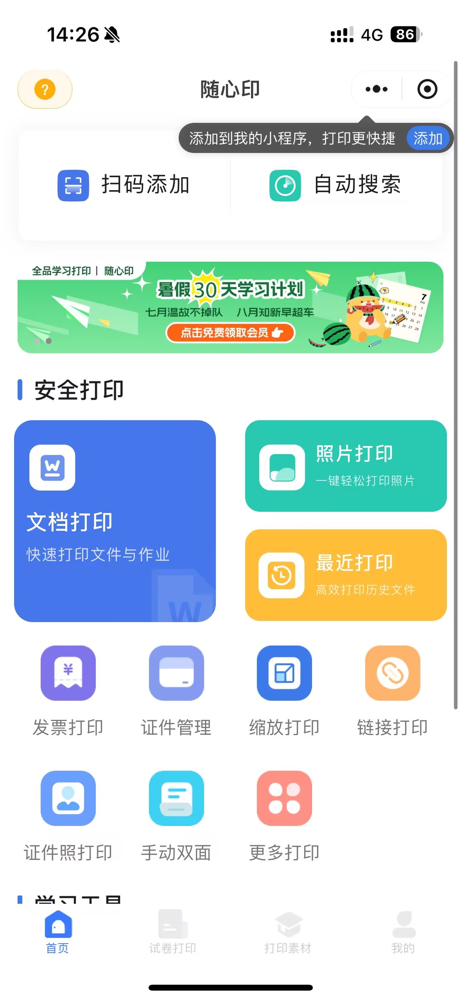 14:26
4G
86
?
随心印
添加到我的小程序，打印更快捷
添加
扫码添加
自动搜索
全品学习打印| 随心印
暑假30天学习计划
七月温故不掉队 八月知新早超车
点击免费领取会员
7
安全打印
W
文档打印
快速打印文件与作业
W
照片打印
一键轻松打印照片
最近打印
高效打印历史文件
¥
发票打印
证件管理
缩放打印
链接打印
证件照打印
手动双面
更多打印
学习工具
首页
试卷打印
打印素材
我的